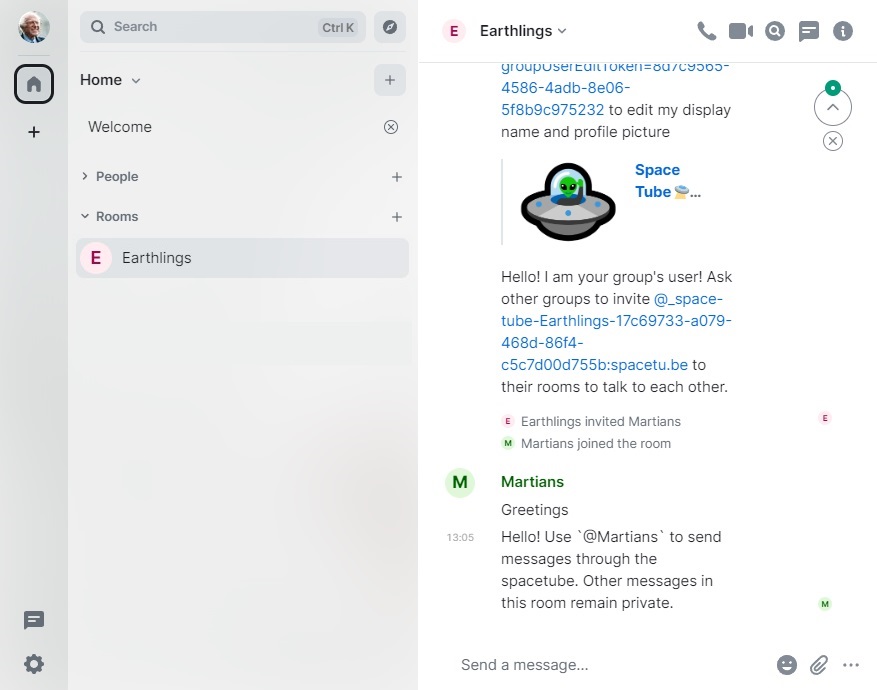 Search
Ctrl K
Home
Welcome
People
Rooms
E
Earthlings
E
Earthlings
groupUserEditToken=8d7c9565-
4586-4adb-8e06-
5f8b9c975232 to edit my display
name and profile picture
Space
Tube🛸...
Hello! I am your group's user! Ask
other groups to invite @_space-
tube-Earthlings-17c69733-a079-
468d-86f4-
c5c7d00d755b:spacetu.be to
their rooms to talk to each other.
E Earthlings invited Martians
E
M Martians joined the room
M
Martians
Greetings
13:05
Hello! Use `@Martians` to send
messages through the
spacetube. Other messages in
this room remain private.
M
Send a message...